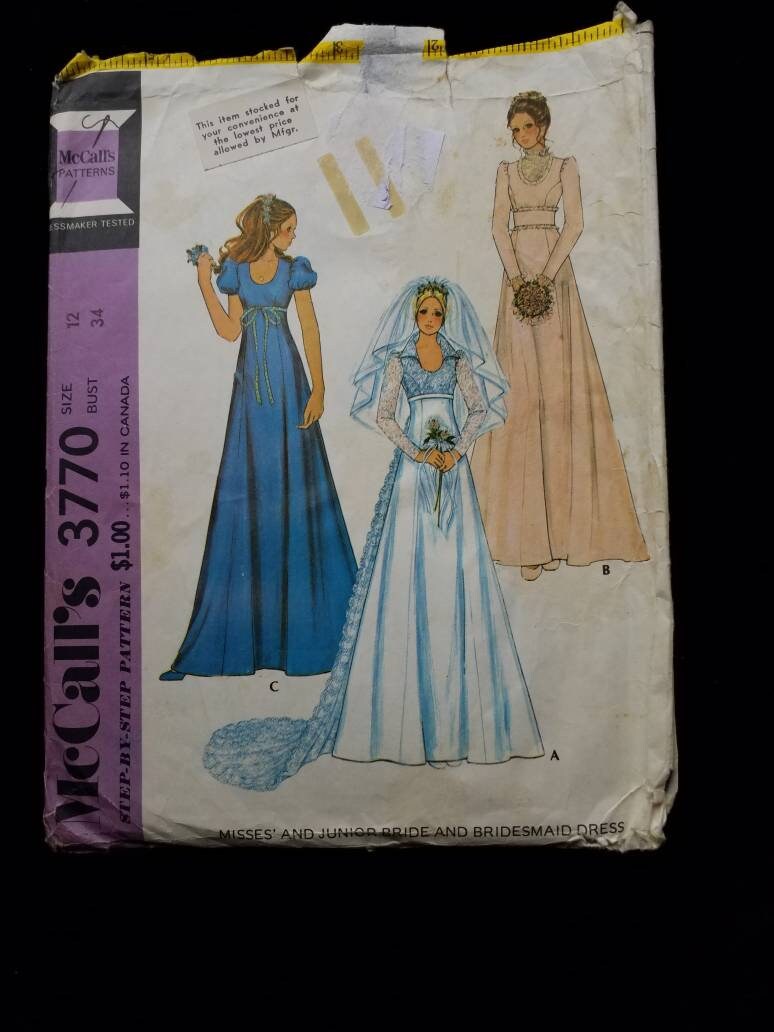 This item stocked for
your convenience at
the lowest price
allowed by Mfgr.
McCall's
PATTERNS
ESSMAKER TESTED
SIZE 12
BUST 34
McCall's 3770
STEP-BY-STEP PATTERN $1.00...$1.10 IN CANADA
B
C
A
MISSES' AND JUNIOR BRIDE AND BRIDESMAID DRESS